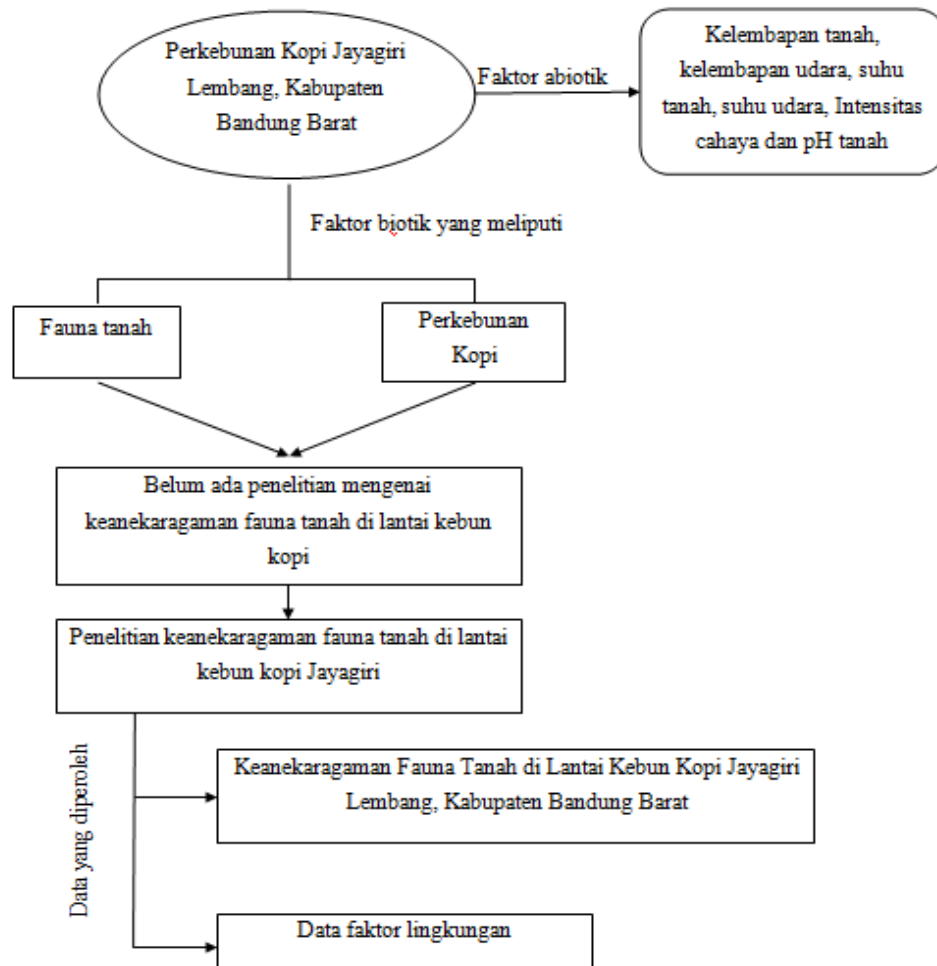 Perkebunan Kopi Jayagiri
Lembang, Kabupaten
Bandung Barat
Faktor abiotik
Kelembapan tanah,
kelembapan udara, suhu
tanah, suhu udara, Intensitas
cahaya dan pH tanah
Faktor biotik yang meliputi
Fauna tanah
Perkebunan
Kopi
Belum ada penelitian mengenai
keanekaragaman fauna tanah di lantai kebun
kopi
Penelitian keanekaragaman fauna tanah di lantai
kebun kopi Jayagiri
Data yang diperoleh
Keanekaragaman Fauna Tanah di Lantai Kebun Kopi Jayagiri
Lembang, Kabupaten Bandung Barat
Data faktor lingkungan